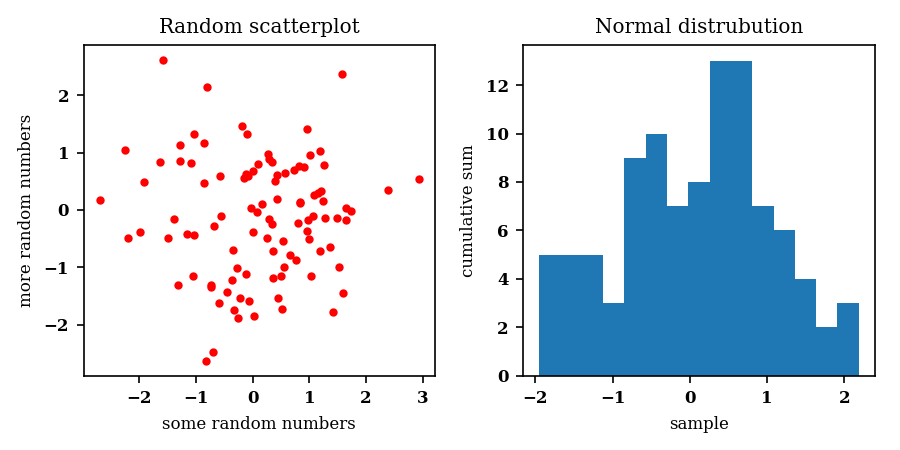 Random scatterplot
more random numbers
2
1
0
−1
−2
−2 −1 0 1 2 3
some random numbers
Normal distrubution
cumulative sum
12
10
8
6
4
2
0
−2 −1 0 1 2
sample